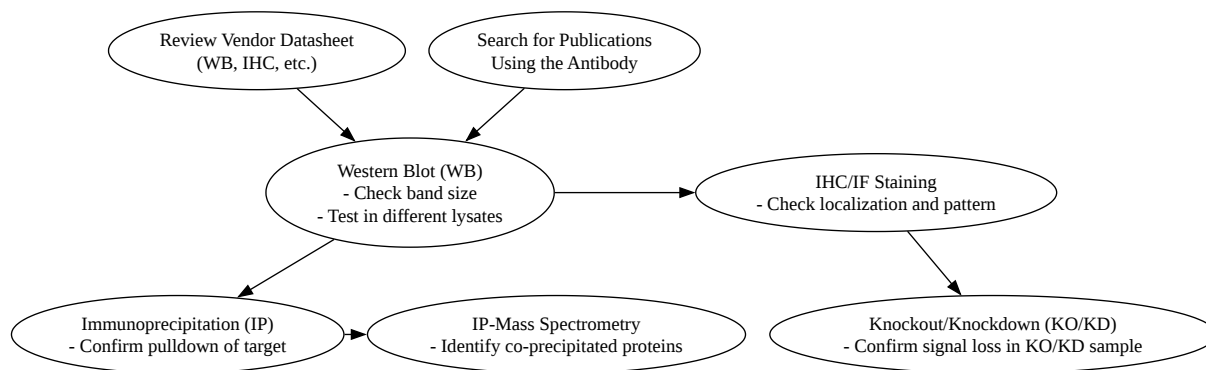 Review Vendor Datasheet
(WB, IHC, etc.)
Search for Publications
Using the Antibody
Western Blot (WB)
- Check band size
- Test in different lysates
IHC/IF Staining
- Check localization and pattern
Immunoprecipitation (IP)
- Confirm pulldown of target
IP-Mass Spectrometry
- Identify co-precipitated proteins
Knockout/Knockdown (KO/KD)
- Confirm signal loss in KO/KD sample